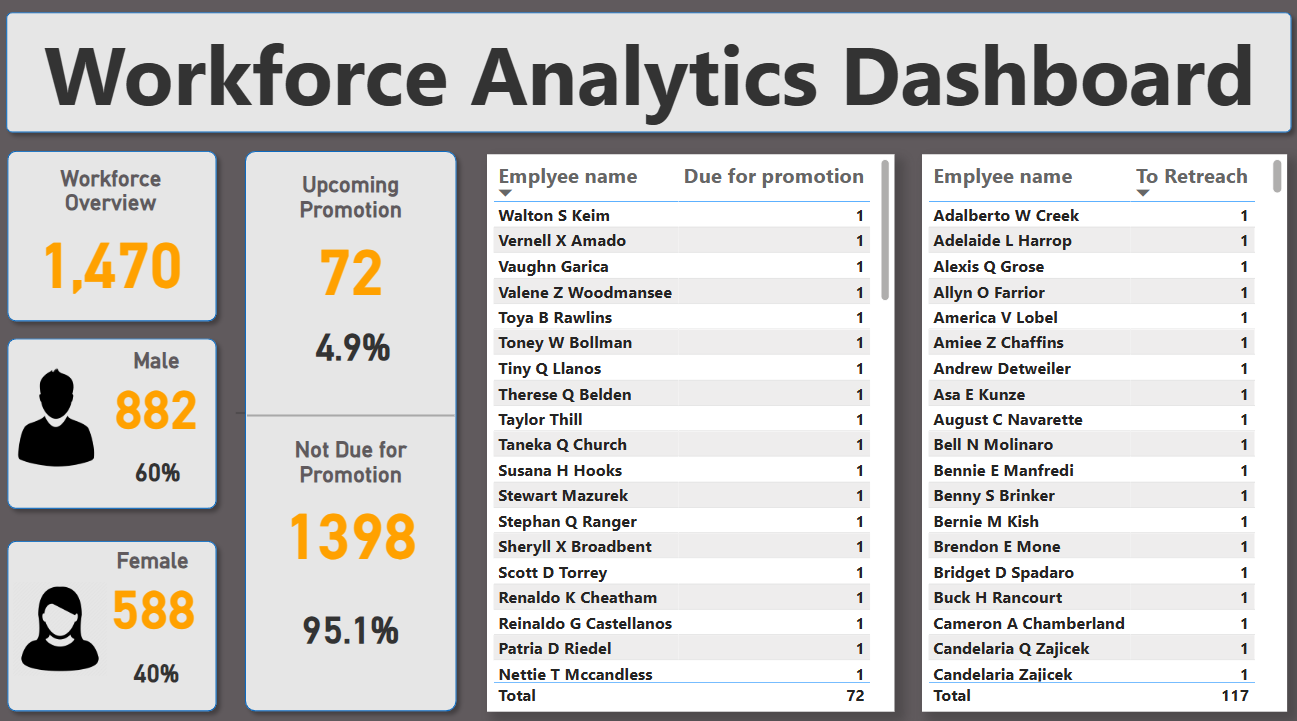 Workforce Analytics Dashboard
Workforce
Overview
1,470
Male
882
60%
Female
588
40%
Upcoming
Promotion
72
4.9%
Not Due for
Promotion
1398
95.1%
Emplyee name Due for promotion
Walton S Keim 1
Vernell X Amado 1
Vaughn Garica 1
Valene Z Woodmansee 1
Toya B Rawlins 1
Toney W Bollman 1
Tiny Q Llanos 1
Therese Q Belden 1
Taylor Thill 1
Taneka Q Church 1
Susana H Hooks 1
Stewart Mazurek 1
Stephan Q Ranger 1
Sheryll X Broadbent 1
Scott D Torrey 1
Renaldo K Cheatham 1
Reinaldo G Castellanos 1
Patria D Riedel 1
Nettie T Mccandless 1
Total 72
Emplyee name To Retreach
Adalberto W Creek 1
Adelaide L Harrop 1
Alexis Q Grose 1
Allyn O Farrior 1
America V Lobel 1
Amiee Z Chaffins 1
Andrew Detweiler 1
Asa E Kunze 1
August C Navarette 1
Bell N Molinaro 1
Bennie E Manfredi 1
Benny S Brinker 1
Bernie M Kish 1
Brendon E Mone 1
Bridget D Spadaro 1
Buck H Rancourt 1
Cameron A Chamberland 1
Candelaria Q Zajicek 1
Candelaria Zajicek 1
Total 117